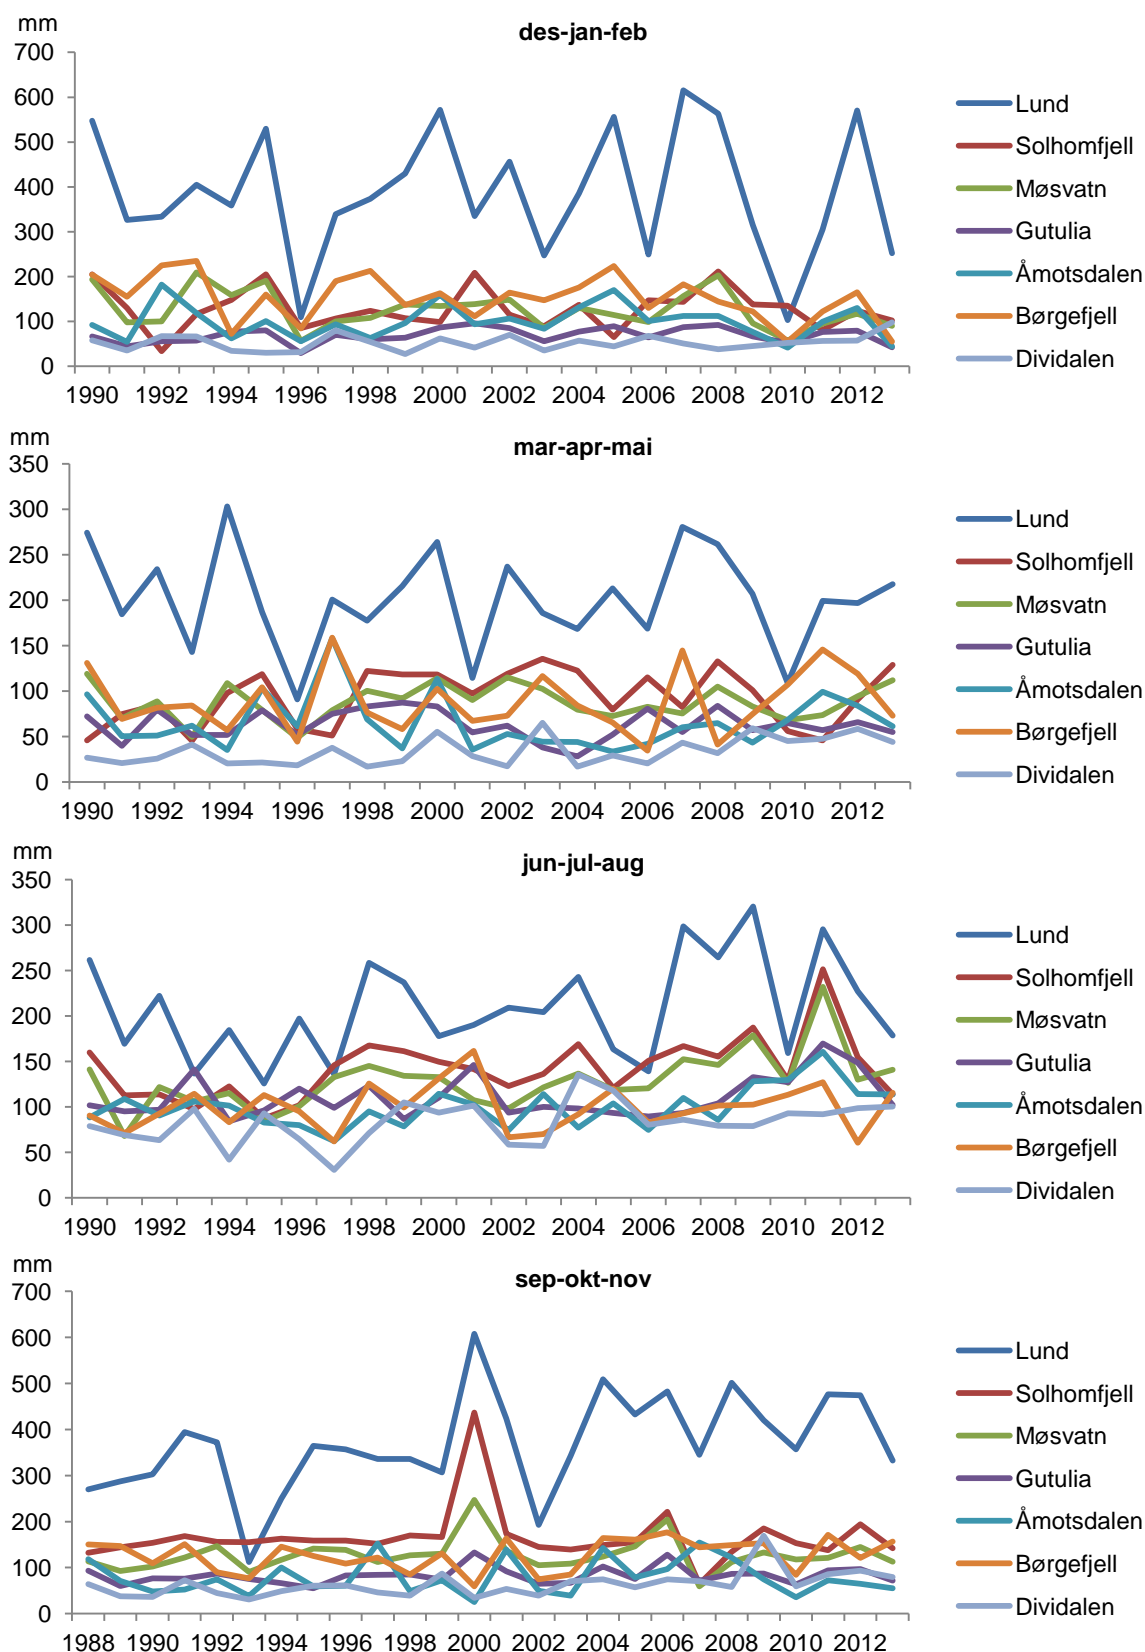 mm
des-jan-feb
700
600
500
400
300
200
100
0
1990 1992 1994 1996 1998 2000 2002 2004 2006 2008 2010 2012
Lund
Solhomfjell
Møsvatn
Gutulia
Åmotsdalen
Børgefjell
Dividalen
mm
mar-apr-mai
350
300
250
200
150
100
50
0
1990 1992 1994 1996 1998 2000 2002 2004 2006 2008 2010 2012
Lund
Solhomfjell
Møsvatn
Gutulia
Åmotsdalen
Børgefjell
Dividalen
mm
jun-jul-aug
350
300
250
200
150
100
50
0
1990 1992 1994 1996 1998 2000 2002 2004 2006 2008 2010 2012
Lund
Solhomfjell
Møsvatn
Gutulia
Åmotsdalen
Børgefjell
Dividalen
mm
sep-okt-nov
700
600
500
400
300
200
100
0
1988 1990 1992 1994 1996 1998 2000 2002 2004 2006 2008 2010 2012
Lund
Solhomfjell
Møsvatn
Gutulia
Åmotsdalen
Børgefjell
Dividalen